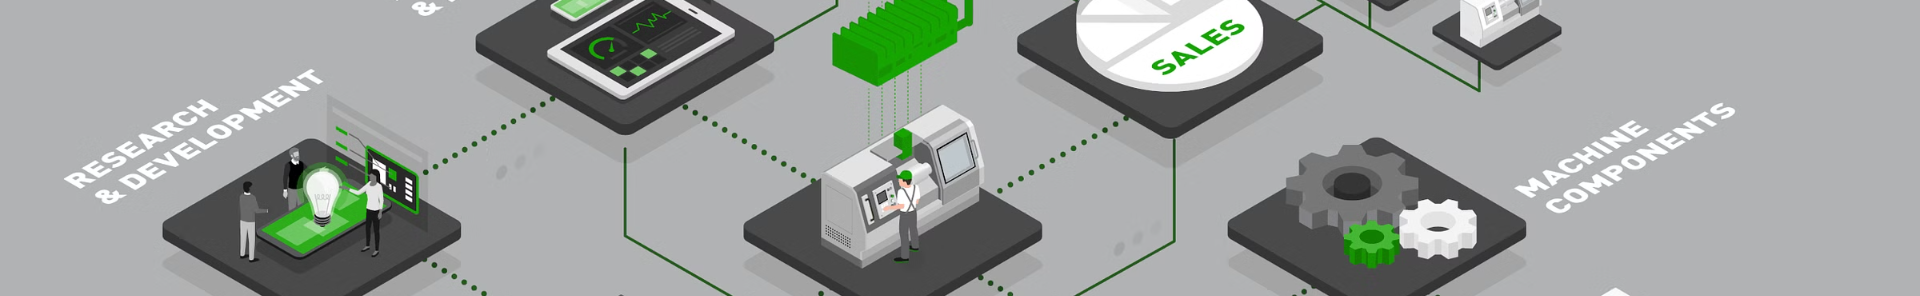 &
SALES
RESEARCH
& DEVELOPMENT
MACHINE
COMPONENTS